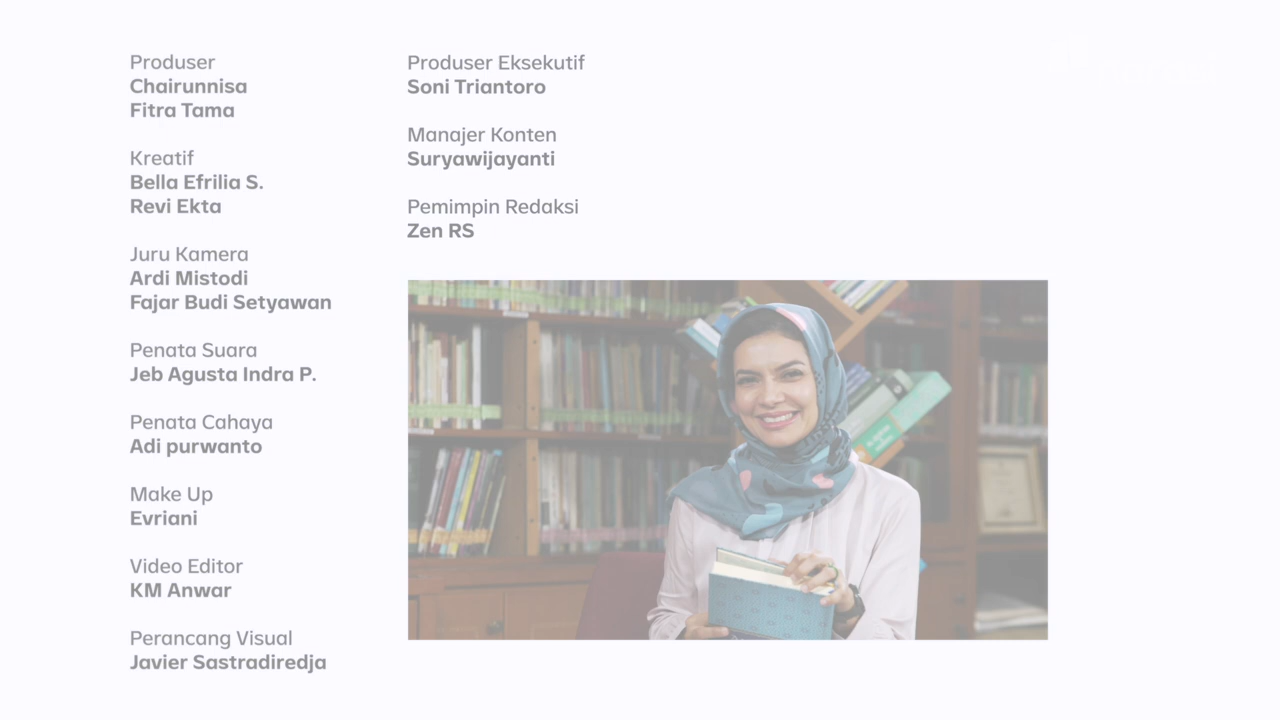 Produser
Chairunnisa
Fitra Tama
Kreatif
Bella Efrilia S.
Revi Ekta
Juru Kamera
Ardi Mistodi
Fajar Budi Setyawan
Penata Suara
Jeb Agusta Indra P.
Penata Cahaya
Adi purwanto
Make Up
Evriani
Video Editor
KM Anwar
Perancang Visual
Javier Sastradiredja
Produser Eksekutif
Soni Triantoro
Manajer Konten
Suryawijayanti
Pemimpin Redaksi
Zen RS
narasi